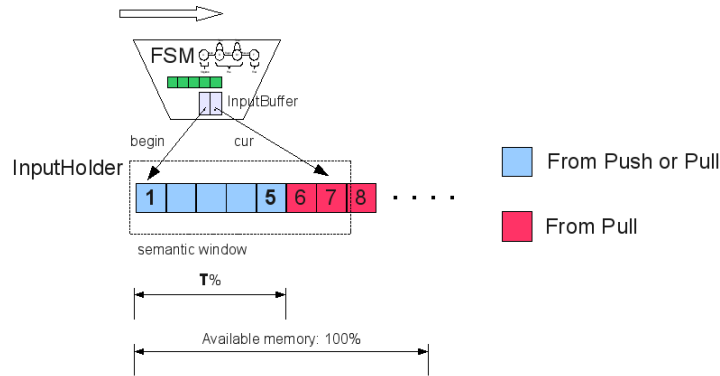 FSM
InputBuffer
begin
cur
InputHolder
1 5 6 7 8
From Push or Pull
From Pull
semantic window
T%
Available memory: 100%